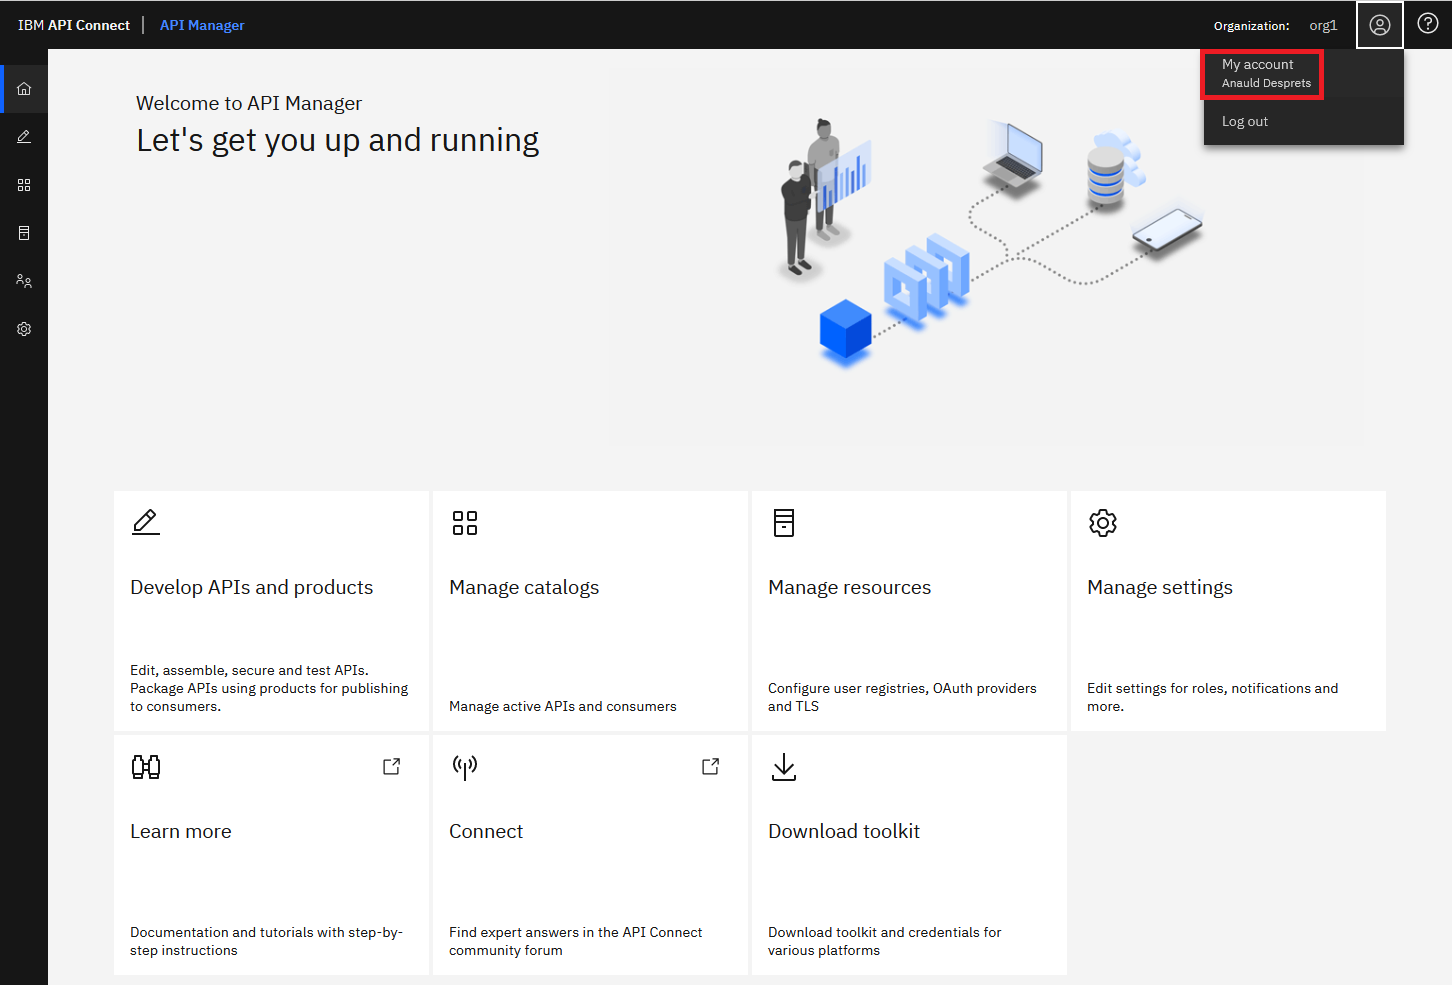 IBM API Connect | API Manager
Organization: org1
My account
Anauld Desprets
Log out
Welcome to API Manager
Let's get you up and running
Develop APIs and products
Edit, assemble, secure and test APIs.
Package APIs using products for publishing
to consumers.
Manage catalogs
Manage active APIs and consumers
Manage resources
Configure user registries, OAuth providers
and TLS
Manage settings
Edit settings for roles, notifications and
more.
Learn more
Documentation and tutorials with step-by-
step instructions
Connect
Find expert answers in the API Connect
community forum
Download toolkit
Download toolkit and credentials for
various platforms